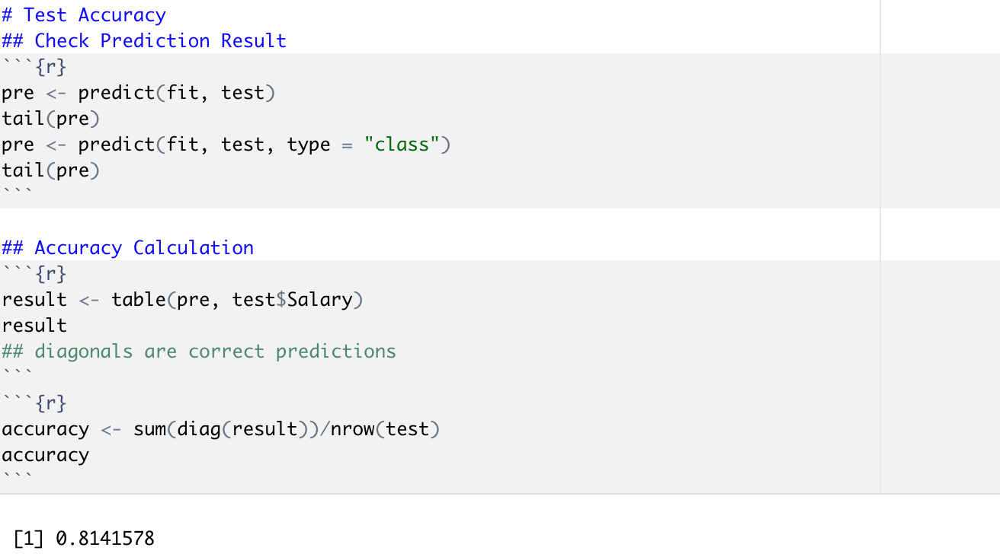 # Test Accuracy
## Check Prediction Result
```{r}
pre <- predict(fit, test)
tail(pre)
pre <- predict(fit, test, type = "class")
tail(pre)
```
## Accuracy Calculation
```{r}
result <- table(pre, test$Salary)
result
## diagonals are correct predictions
```
```{r}
accuracy <- sum(diag(result))/nrow(test)
accuracy
```
[1] 0.8141578